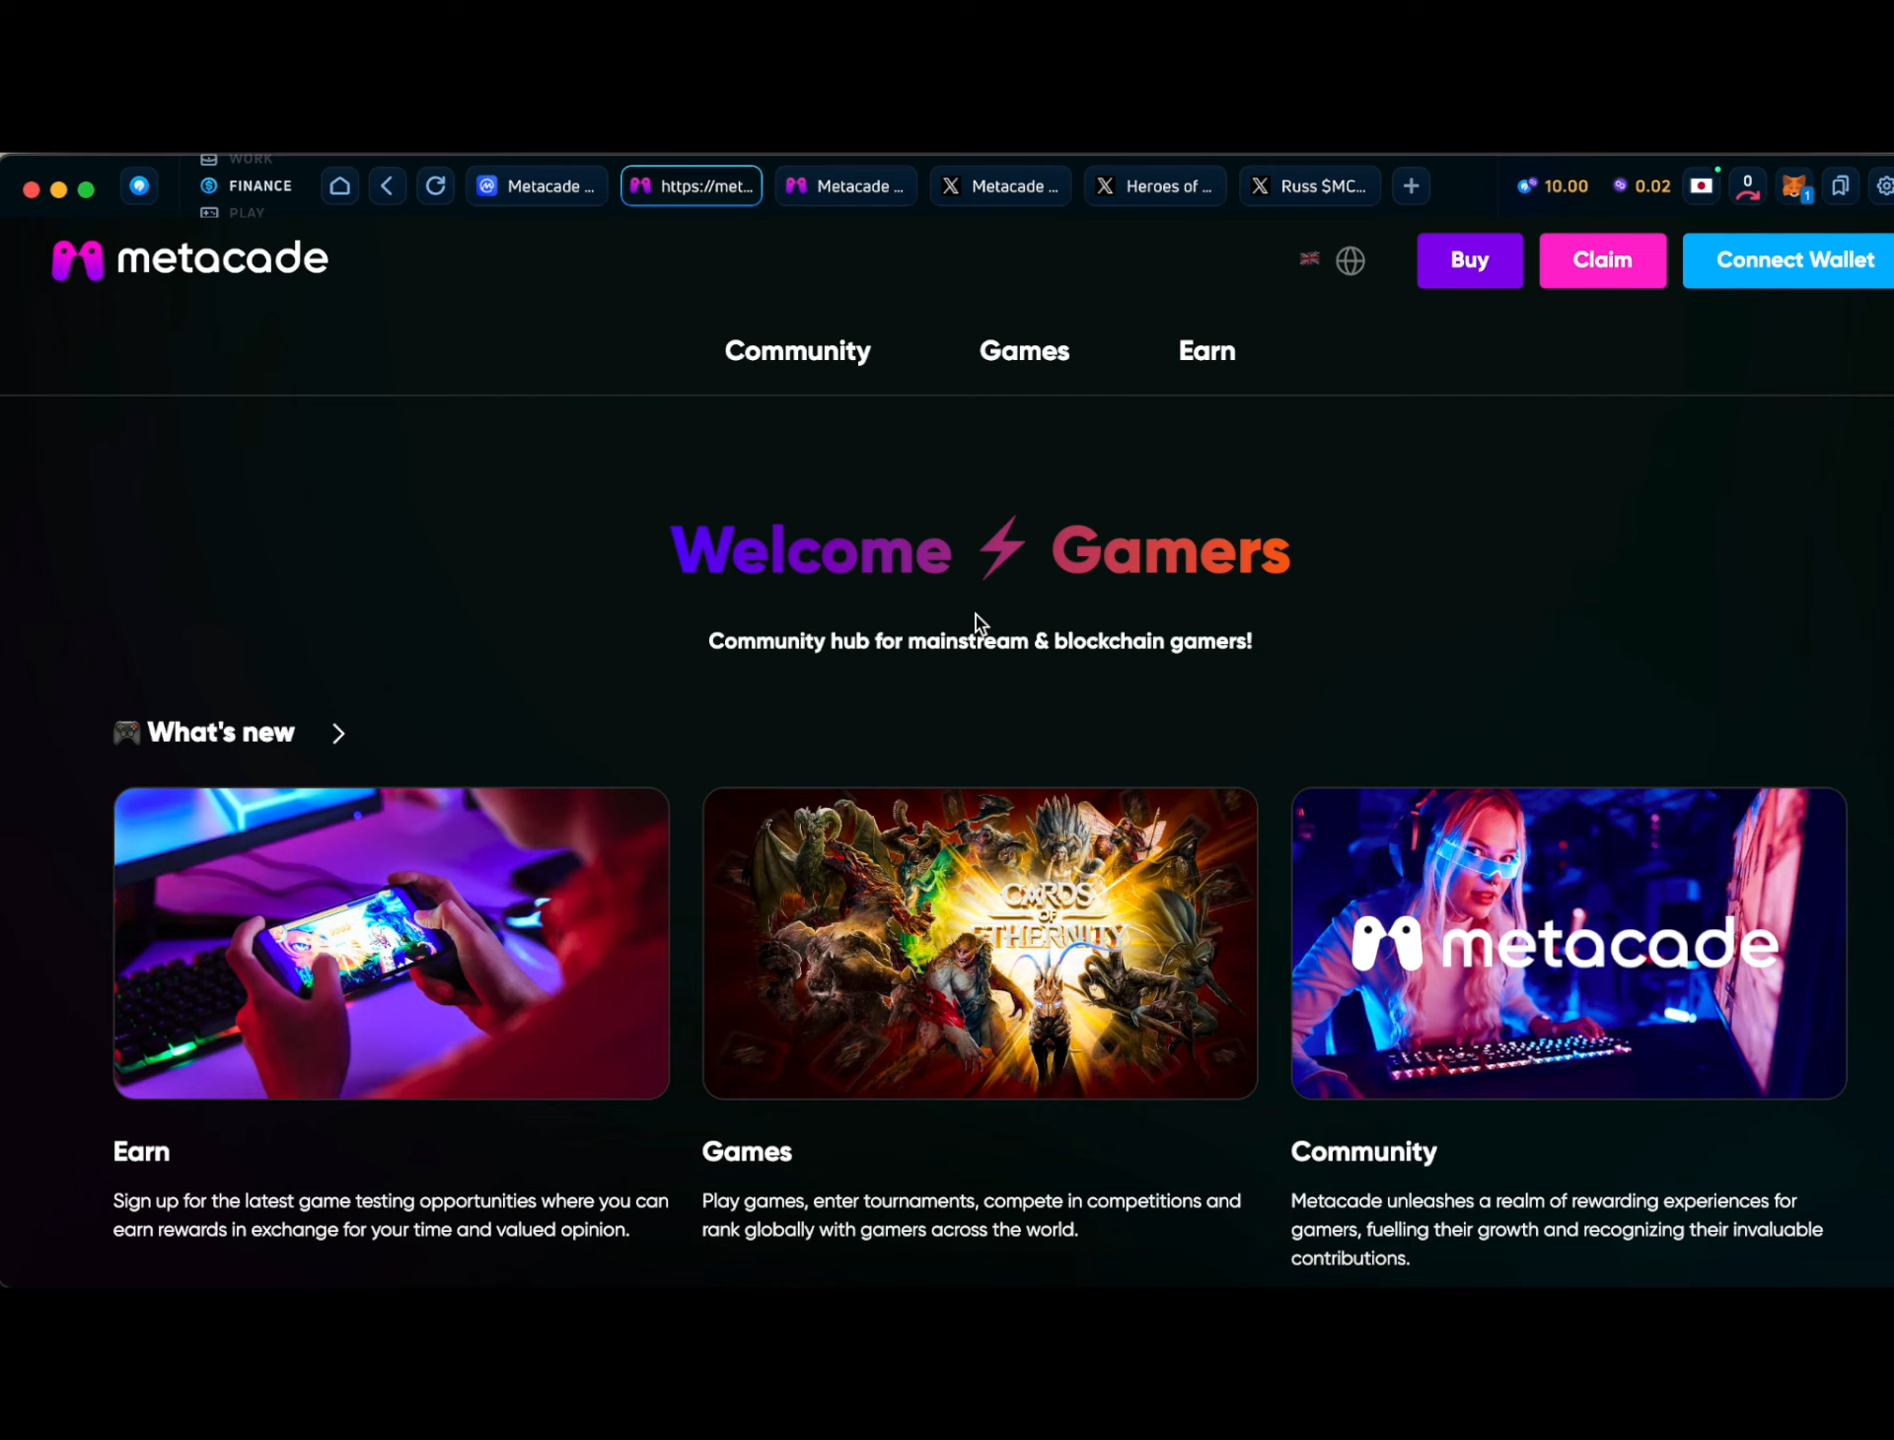 WORK
FINANCE
PLAY
Metacade ...
https://met...
Metacade ...
Metacade ...
Heroes of ...
Russ $MC...
10.00
0.02
0
1
metacade
Buy
Claim
Connect Wallet
Community
Games
Earn
Welcome ⚡ Gamers
Community hub for mainstream & blockchain gamers!
What's new
CARDS
OF
ETHERNITY
metacade
Earn
Sign up for the latest game testing opportunities where you can
earn rewards in exchange for your time and valued opinion.
Games
Play games, enter tournaments, compete in competitions and
rank globally with gamers across the world.
Community
Metacade unleashes a realm of rewarding experiences for
gamers, fuelling their growth and recognizing their invaluable
contributions.